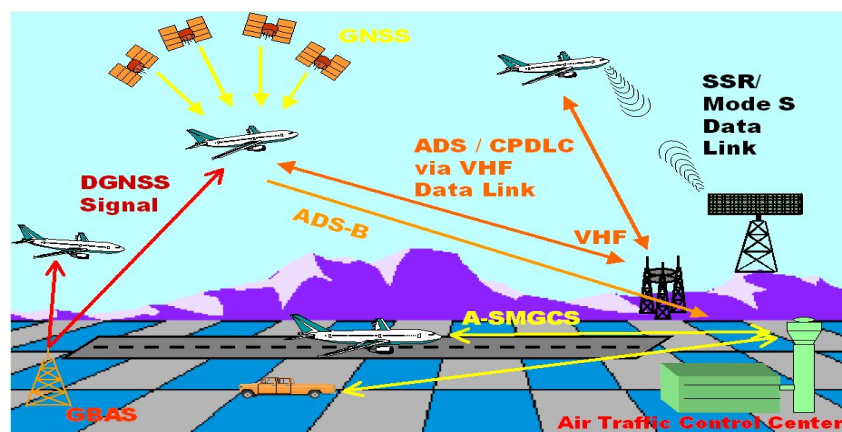 GNSS
SSR/
Mode S
Data
Link
ADS / CPDLC
via VHF
Data Link
DGNSS
Signal
ADS-B
VHF
A-SMGCS
GBAS
Air Traffic Control Center